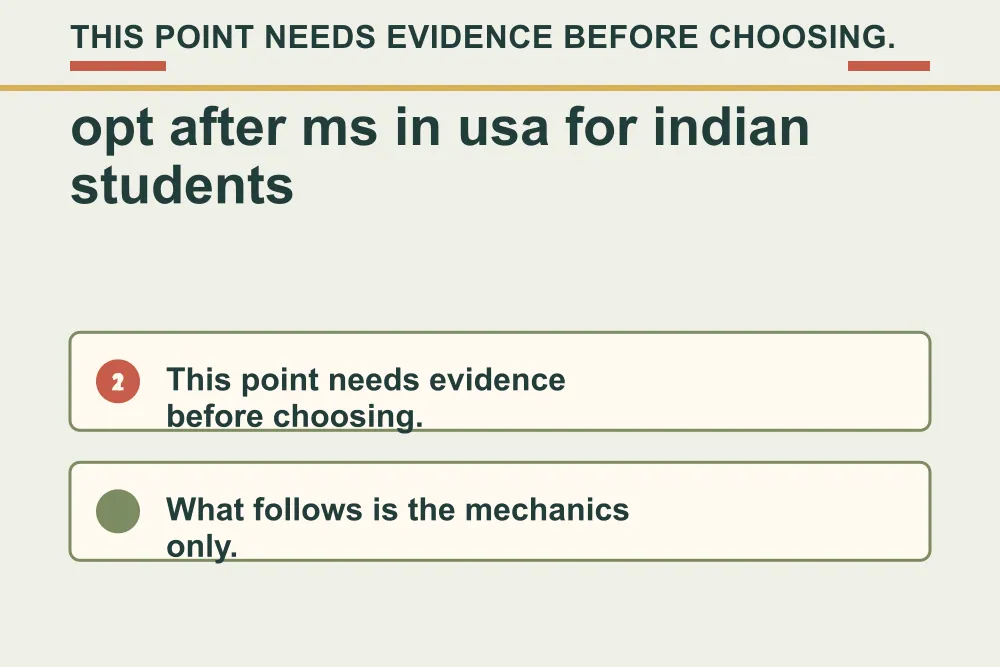 THIS POINT NEEDS EVIDENCE BEFORE CHOOSING.
opt after ms in usa for indian
students
2
This point needs evidence
before choosing.
What follows is the mechanics
only.